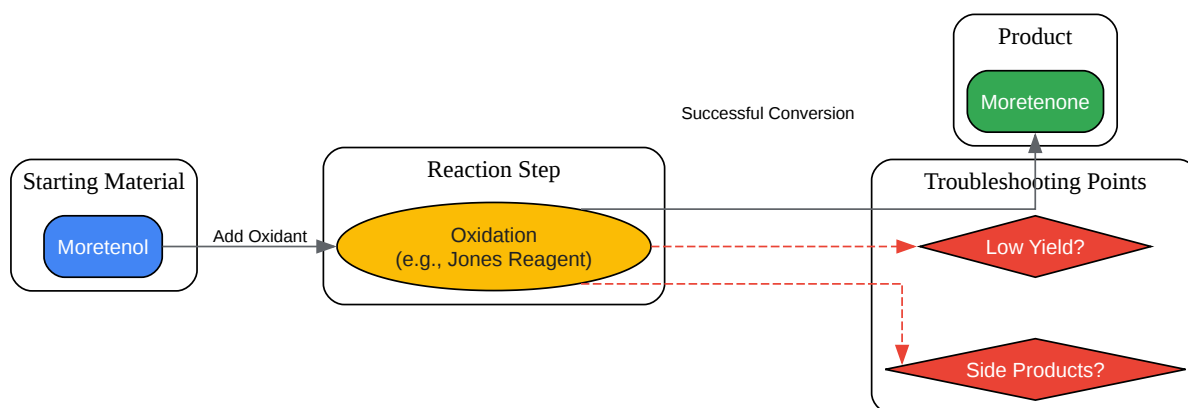 Product
Moretenone
Successful Conversion
Starting Material
Moretenol
Add Oxidant
Reaction Step
Oxidation
(e.g., Jones Reagent)
Troubleshooting Points
Low Yield?
Side Products?